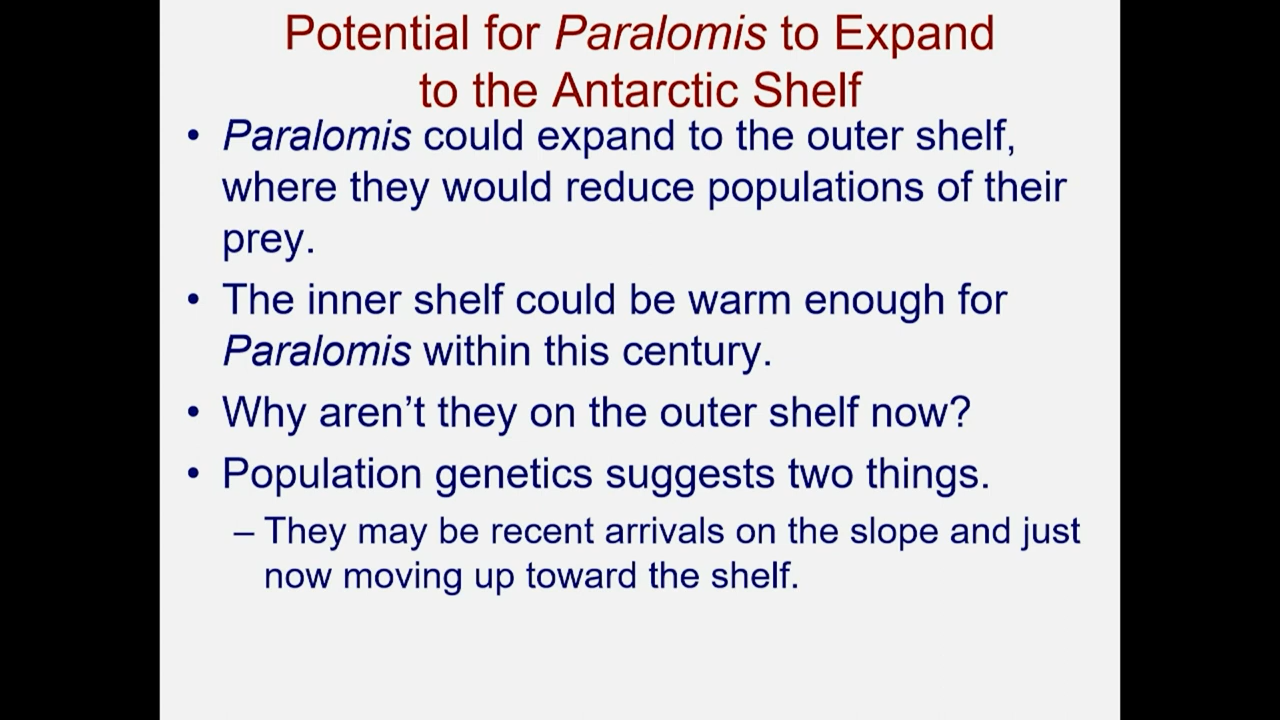 Potential for Paralomis to Expand
to the Antarctic Shelf
• Paralomis could expand to the outer shelf,
where they would reduce populations of their
prey.
• The inner shelf could be warm enough for
Paralomis within this century.
• Why aren’t they on the outer shelf now?
• Population genetics suggests two things.
– They may be recent arrivals on the slope and just
now moving up toward the shelf.